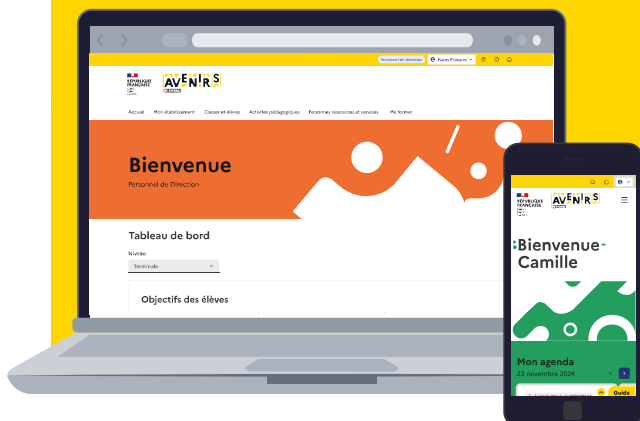 Personnel de direction
Nom Prénom
RÉPUBLIQUE
FRANÇAISE
AVENIR(S
Accueil Mon établissement Classes et élèves Activités pédagogiques Personnes ressources et services Me former
Bienvenue
Personnel de Direction
Tableau de bord
Niveau
Terminale
Objectifs des élèves
RÉPUBLIQUE
FRANÇAISE
AVENIR(S
Bienvenue
Camille
Mon agenda
23 novembre 2024
Guide